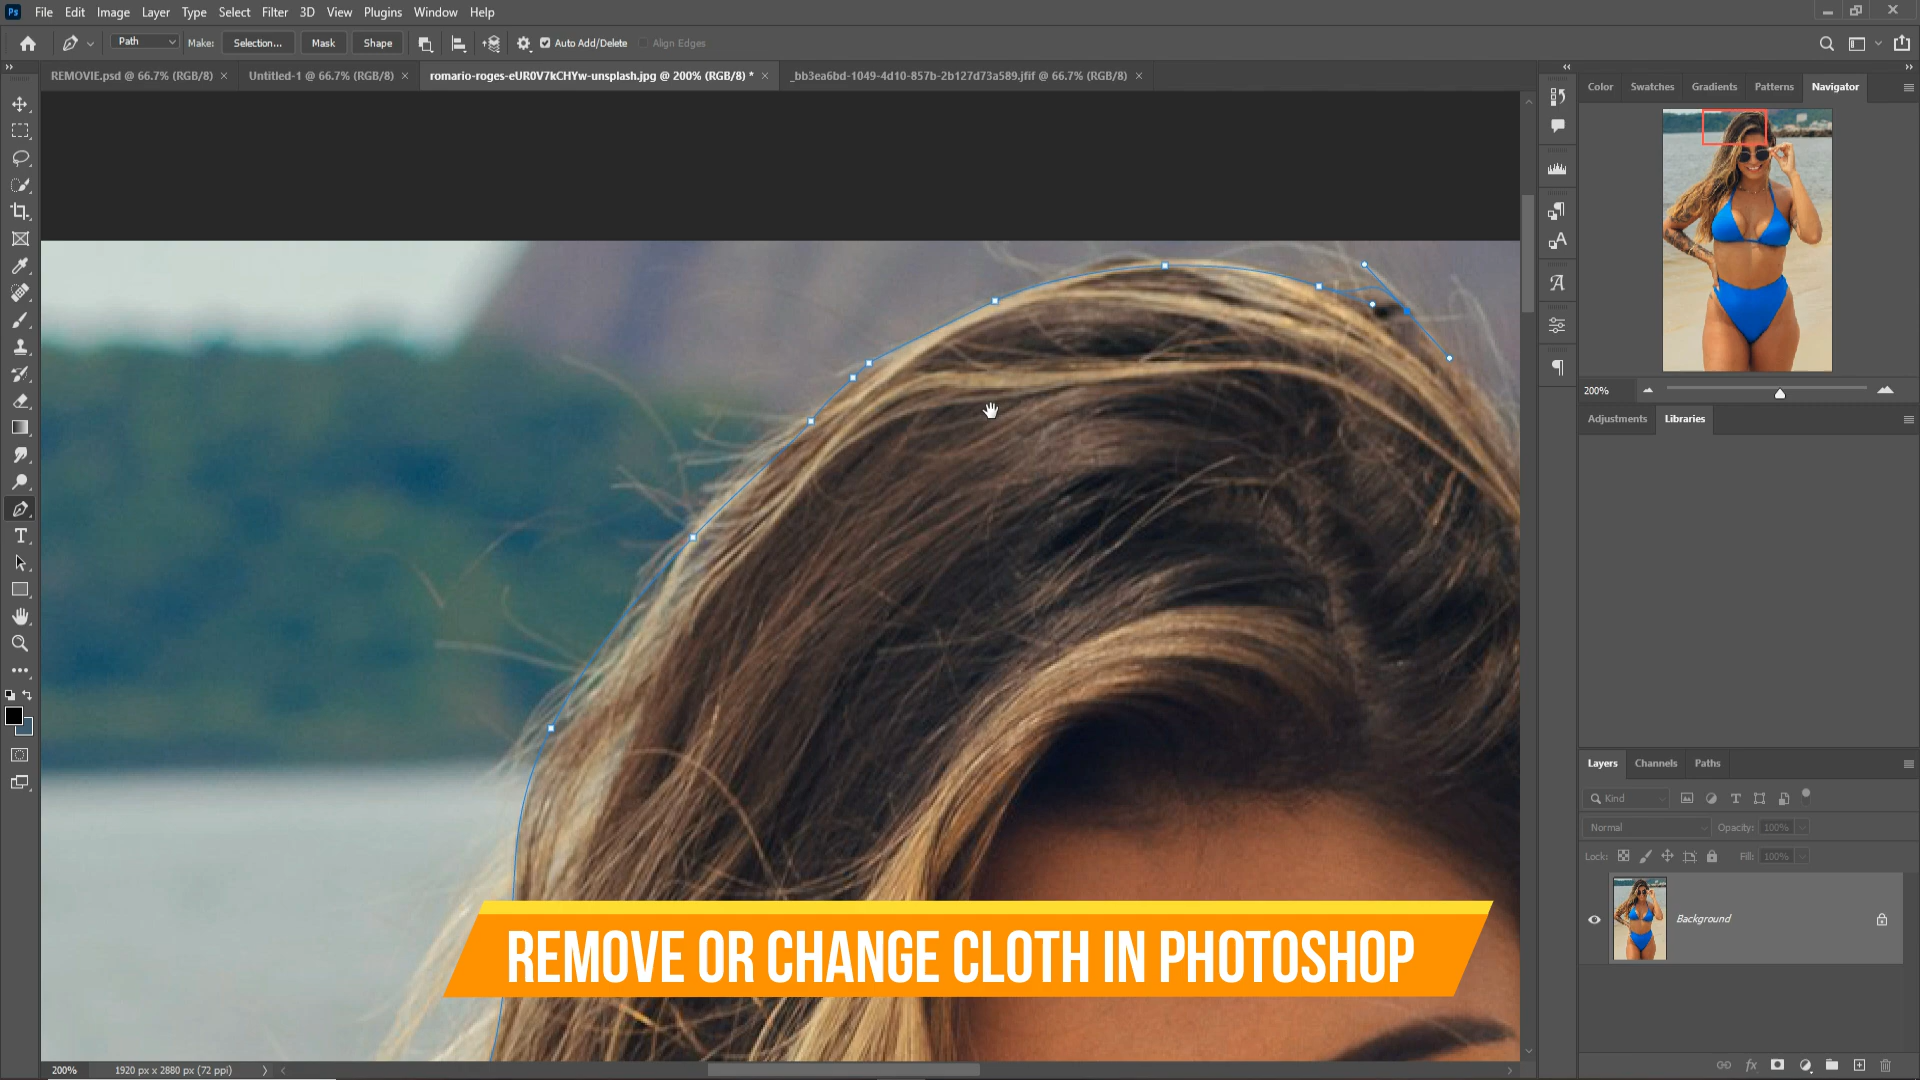 Ps File Edit Image Layer Type Select Filter 3D View Plugins Window Help
Path Make: Selection... Mask Shape Auto Add/Delete Align Edges
REMOVIE.psd @ 66.7% (RGB/8) × Untitled-1 @ 66.7% (RGB/8) × romario-roges-eUR0V7kCHYw-unsplash.jpg @ 200% (RGB/8) * × _bb3ea6bd-1049-4d10-857b-2b127d73a589.jfif @ 66.7% (RGB/8) ×
Color Swatches Gradients Patterns Navigator
200%
Adjustments Libraries
Layers Channels Paths
Kind
Normal Opacity: 100%
Lock: Fill: 100%
Background
REMOVE OR CHANGE CLOTH IN PHOTOSHOP
200% 1920 px x 2880 px (72 ppi)